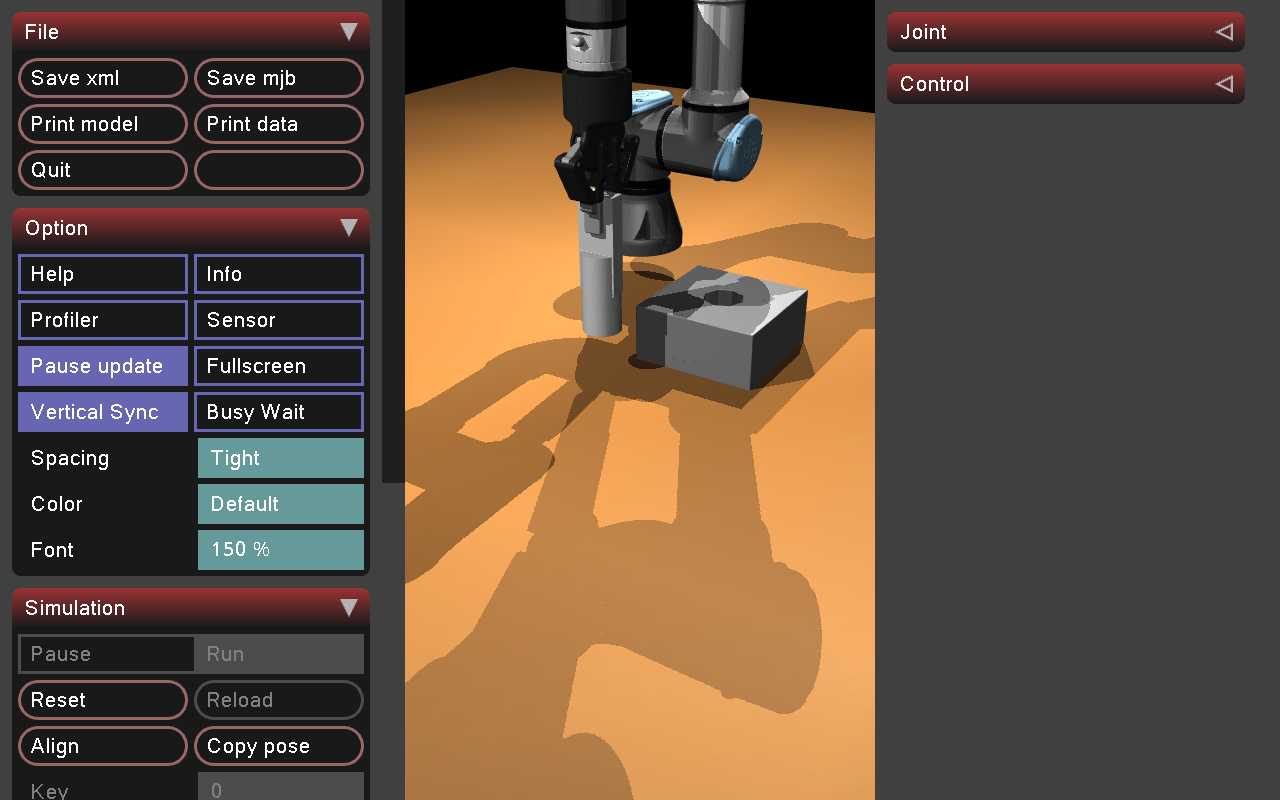 File
Save xml
Save mjb
Print model
Print data
Quit
Option
Help
Info
Profiler
Sensor
Pause update
Fullscreen
Vertical Sync
Busy Wait
Spacing
Tight
Color
Default
Font
150 %
Simulation
Pause
Run
Reset
Reload
Align
Copy pose
Key
0
Joint
Control